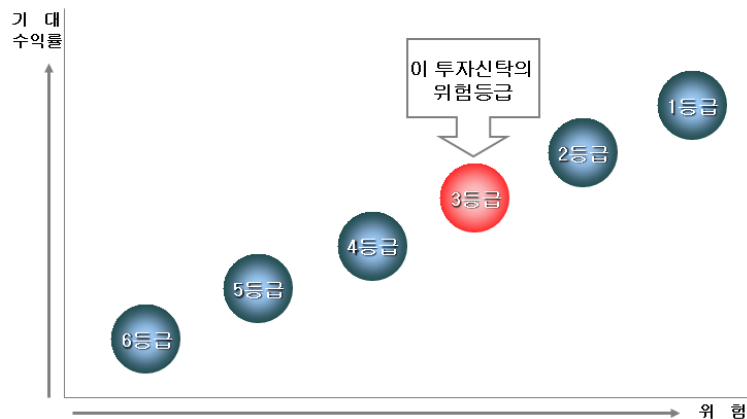 기 대
수익률
이 투자신탁의
위험등급
1등급
2등급
3등급
4등급
5등급
6등급
위 험